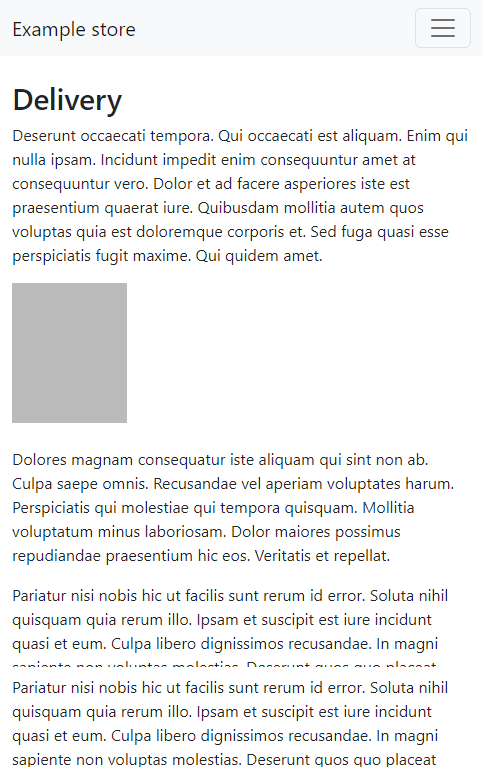 Example store
Delivery
Deserunt occaecati tempora. Qui occaecati est aliquam. Enim qui
nulla ipsam. Incidunt impedit enim consequuntur amet at
consequuntur vero. Dolor et ad facere asperiores iste est
praesentium quaerat iure. Quibusdam mollitia autem quos
voluptas quia est doloremque corporis et. Sed fuga quasi esse
perspiciatis fugit maxime. Qui quidem amet.
Dolores magnam consequatur iste aliquam qui sint non ab.
Culpa saepe omnis. Recusandae vel aperiam voluptates harum.
Perspiciatis qui molestiae qui tempora quisquam. Mollitia
voluptatum minus laboriosam. Dolor maiores possimus
repudiandae praesentium hic eos. Veritatis et repellat.
Pariatur nisi nobis hic ut facilis sunt rerum id error. Soluta nihil
quisquam quia rerum illo. Ipsam et suscipit est iure incidunt
quasi et eum. Culpa libero dignissimos recusandae. In magni
sapiente non voluptas molestias. Deserunt quos quo placeat
Pariatur nisi nobis hic ut facilis sunt rerum id error. Soluta nihil
quisquam quia rerum illo. Ipsam et suscipit est iure incidunt
quasi et eum. Culpa libero dignissimos recusandae. In magni
sapiente non voluptas molestias. Deserunt quos quo placeat